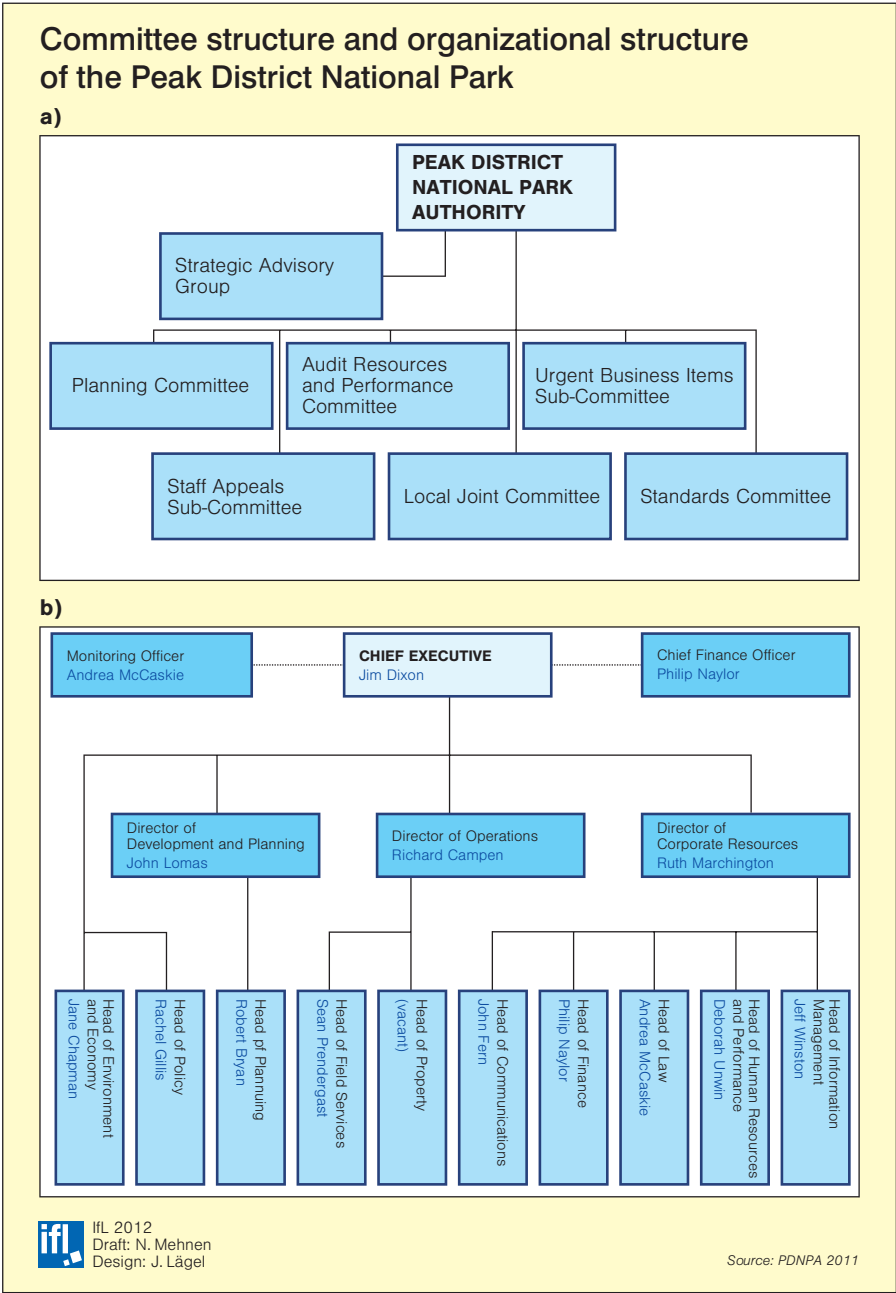 Committee structure and organizational structure
of the Peak District National Park
a)
PEAK DISTRICT
NATIONAL PARK
AUTHORITY
Strategic Advisory
Group
Planning Committee
Audit Resources
and Performance
Committee
Urgent Business Items
Sub-Committee
Staff Appeals
Sub-Committee
Local Joint Committee
Standards Committee
b)
Monitoring Officer
Andrea McCaskie
CHIEF EXECUTIVE
Jim Dixon
Chief Finance Officer
Philip Naylor
Director of
Development and Planning
John Lomas
Director of Operations
Richard Campen
Director of
Corporate Resources
Ruth Marchington
Head of Environment
and Economy
Jane Chapman
Head of Policy
Rachel Gillis
Head pf Plannuing
Robert Bryan
Head of Field Services
Sean Prendergast
Head of Property
(vacant)
Head of Communications
John Fern
Head of Finance
Philip Naylor
Head of Law
Andrea McCaskie
Head of Human Resources
and Performance
Deborah Unwin
Head of Information
Management
Jeff Winston
ifl
IfL 2012
Draft: N. Mehnen
Design: J. Lägel
Source: PDNPA 2011